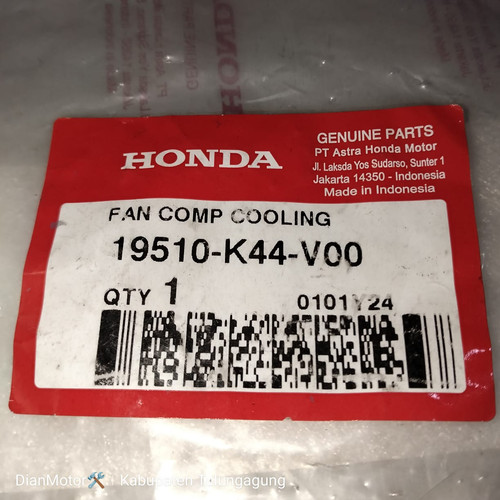 HONDA
HONDA
GENUINE PARTS
PT Astra Honda Motor
Jl. Laksda Yos Sudarso, Sunter 1
Jakarta 14350 - Indonesia
Made in Indonesia
FAN COMP COOLING
19510-K44-V00
QTY 1
0101Y24
DianMotor🛠